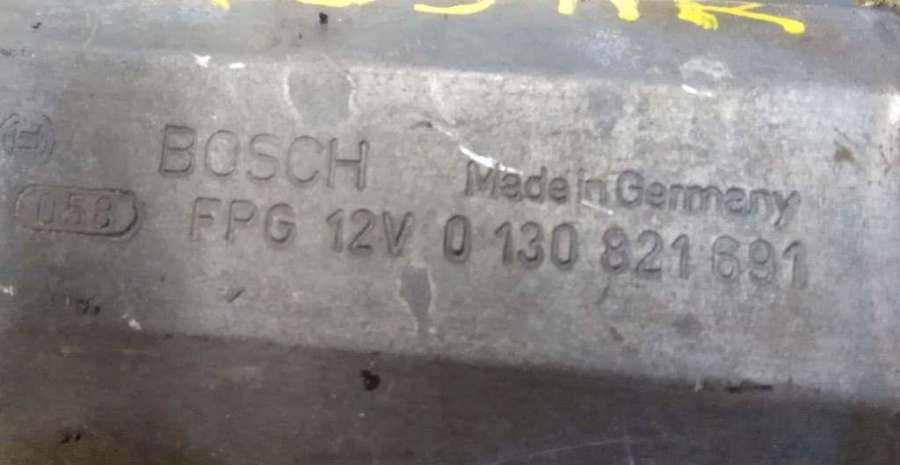 BOSCH Made in Germany
058 FPG 12V 0 130 821 691